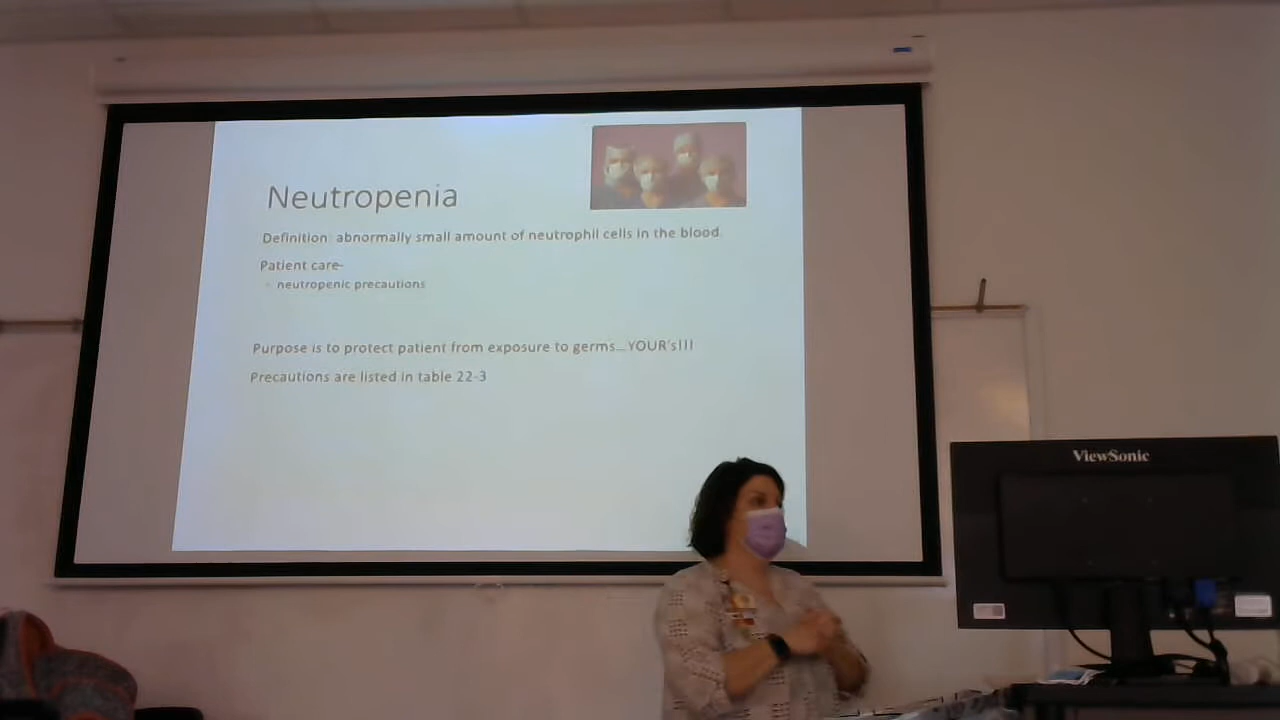 Neutropenia
Definition: abnormally small amount of neutrophil cells in the blood
Patient care-
neutropenic precautions
Purpose is to protect patient from exposure to germs...YOUR's!!!
Precautions are listed in table 22-3
ViewSonic